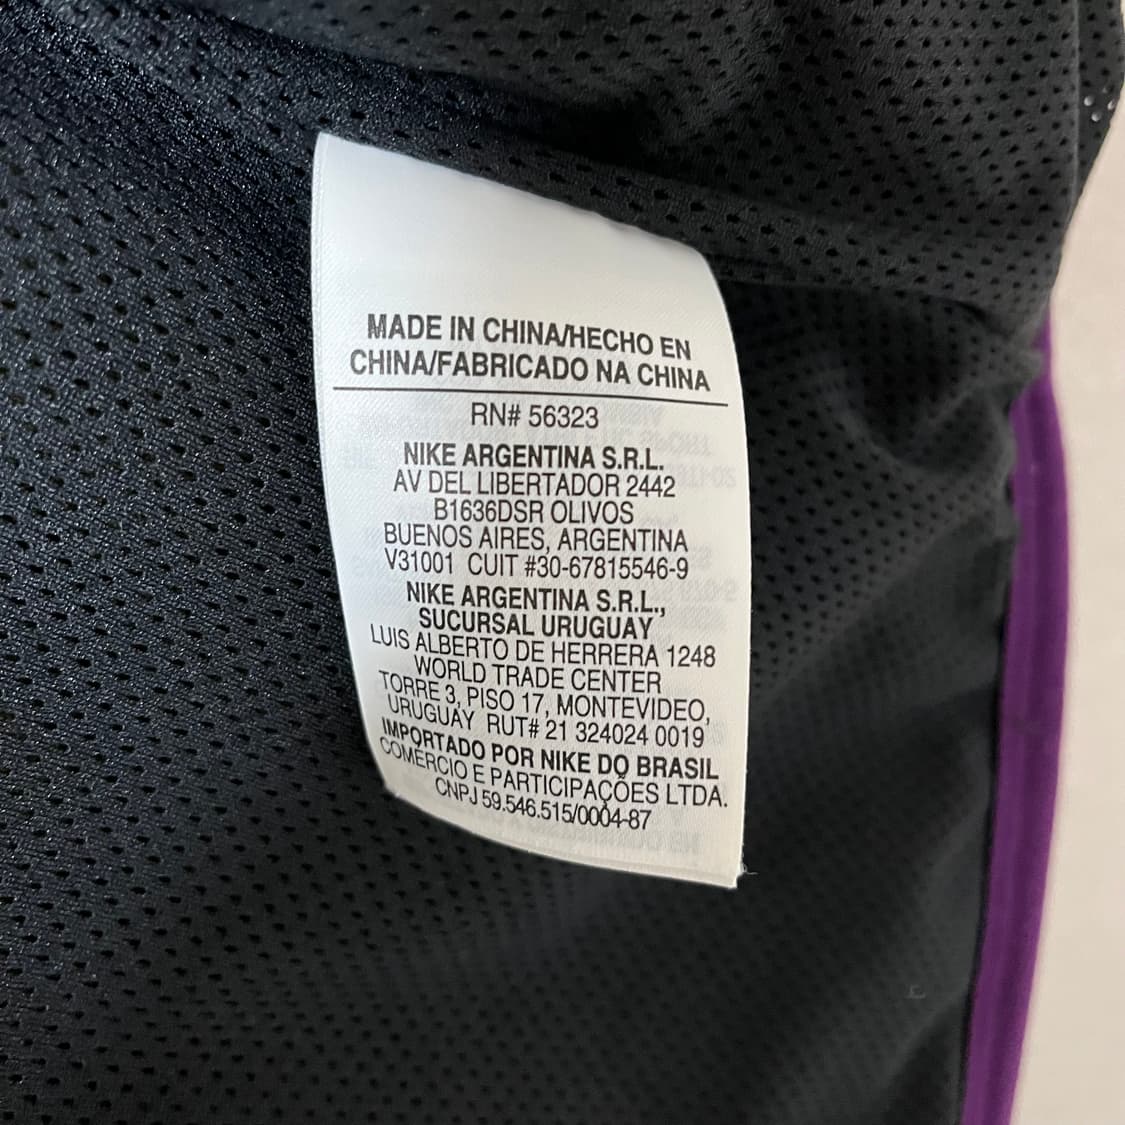 MADE IN CHINA/HECHO EN
CHINA/FABRICADO NA CHINA
RN# 56323
NIKE ARGENTINA S.R.L.
AV DEL LIBERTADOR 2442
B1636DSR OLIVOS
BUENOS AIRES, ARGENTINA
V31001 CUIT #30-67815546-9
NIKE ARGENTINA S.R.L.,
SUCURSAL URUGUAY
LUIS ALBERTO DE HERRERA 1248
WORLD TRADE CENTER
TORRE 3, PISO 17, MONTEVIDEO,
URUGUAY RUT# 21 324024 0019
IMPORTADO POR NIKE DO BRASIL
COMERCIO E PARTICIPAÇÕES LTDA.
CNPJ 59.546.515/0004-87